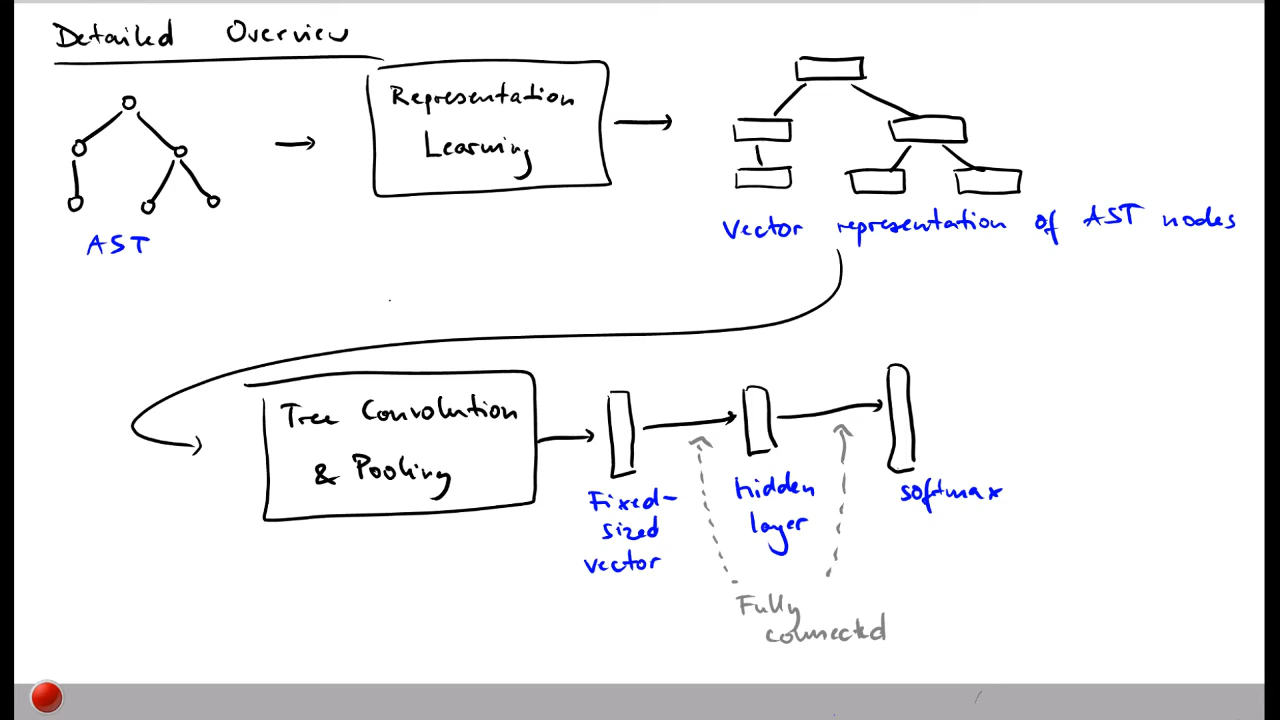 Detailed Overview
Representation
Learning
AST
Vector representation of AST nodes
Tree Convolution
& Pooling
Fixed-
sized
vector
hidden
layer
softmax
Fully
connected